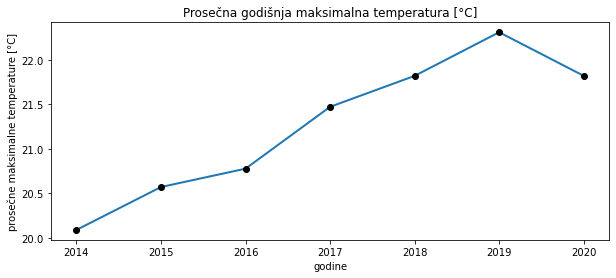 Prosečna godišnja maksimalna temperatura [°C]
prosečne maksimalne temperature [°C]
22.0
21.5
21.0
20.5
20.0
2014 2015 2016 2017 2018 2019 2020
godine